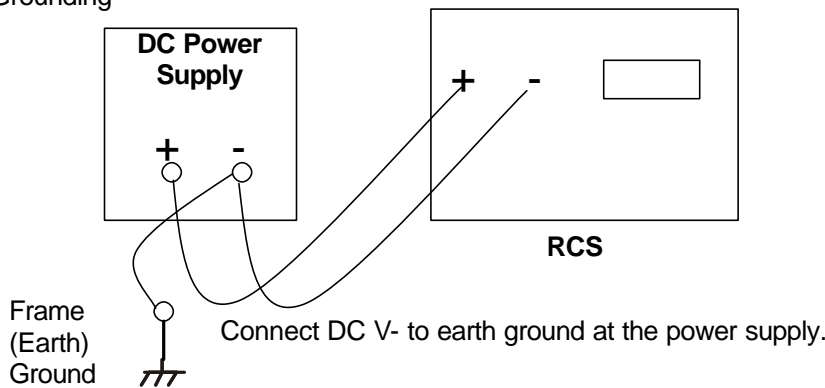 Grounding
DC Power
Supply
+ -
+ -
RCS
Frame
(Earth)
Ground
Connect DC V- to earth ground at the power supply.